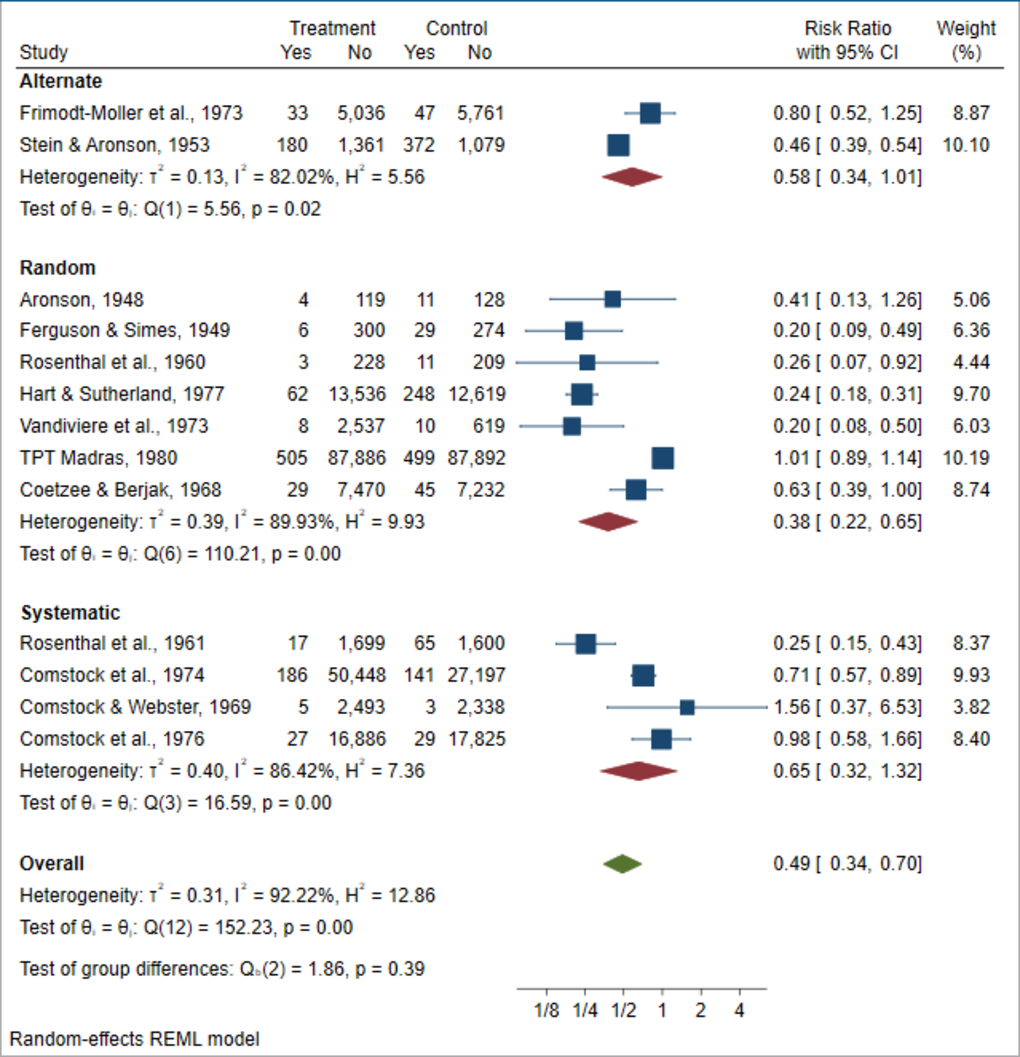 Treatment Control Risk Ratio Weight
Study Yes No Yes No with 95% CI (%)
Alternate
Frimodt-Moller et al., 1973 33 5,036 47 5,761 0.80 [ 0.52, 1.25] 8.87
Stein & Aronson, 1953 180 1,361 372 1,079 0.46 [ 0.39, 0.54] 10.10
Heterogeneity: τ² = 0.13, I² = 82.02%, H² = 5.56 0.58 [ 0.34, 1.01]
Test of θᵢ = θⱼ: Q(1) = 5.56, p = 0.02
Random
Aronson, 1948 4 119 11 128 0.41 [ 0.13, 1.26] 5.06
Ferguson & Simes, 1949 6 300 29 274 0.20 [ 0.09, 0.49] 6.36
Rosenthal et al., 1960 3 228 11 209 0.26 [ 0.07, 0.92] 4.44
Hart & Sutherland, 1977 62 13,536 248 12,619 0.24 [ 0.18, 0.31] 9.70
Vandiviere et al., 1973 8 2,537 10 619 0.20 [ 0.08, 0.50] 6.03
TPT Madras, 1980 505 87,886 499 87,892 1.01 [ 0.89, 1.14] 10.19
Coetzee & Berjak, 1968 29 7,470 45 7,232 0.63 [ 0.39, 1.00] 8.74
Heterogeneity: τ² = 0.39, I² = 89.93%, H² = 9.93 0.38 [ 0.22, 0.65]
Test of θᵢ = θⱼ: Q(6) = 110.21, p = 0.00
Systematic
Rosenthal et al., 1961 17 1,699 65 1,600 0.25 [ 0.15, 0.43] 8.37
Comstock et al., 1974 186 50,448 141 27,197 0.71 [ 0.57, 0.89] 9.93
Comstock & Webster, 1969 5 2,493 3 2,338 1.56 [ 0.37, 6.53] 3.82
Comstock et al., 1976 27 16,886 29 17,825 0.98 [ 0.58, 1.66] 8.40
Heterogeneity: τ² = 0.40, I² = 86.42%, H² = 7.36 0.65 [ 0.32, 1.32]
Test of θᵢ = θⱼ: Q(3) = 16.59, p = 0.00
Overall 0.49 [ 0.34, 0.70]
Heterogeneity: τ² = 0.31, I² = 92.22%, H² = 12.86
Test of θᵢ = θⱼ: Q(12) = 152.23, p = 0.00
Test of group differences: Q_b(2) = 1.86, p = 0.39
1/8 1/4 1/2 1 2 4
Random-effects REML model